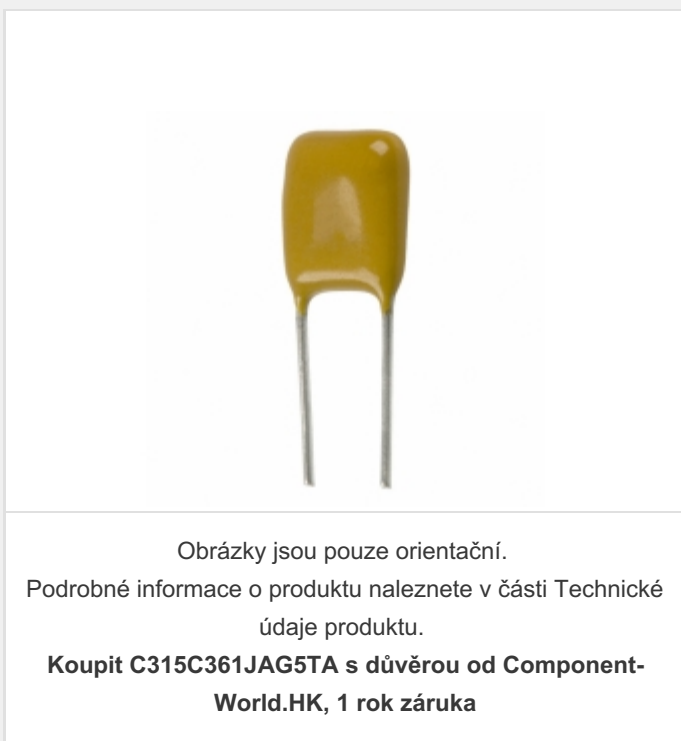 Obrázky jsou pouze orientační.
Podrobné informace o produktu naleznete v části Technické
údaje produktu.
Koupit C315C361JAG5TA s důvěrou od Component-
World.HK, 1 rok záruka